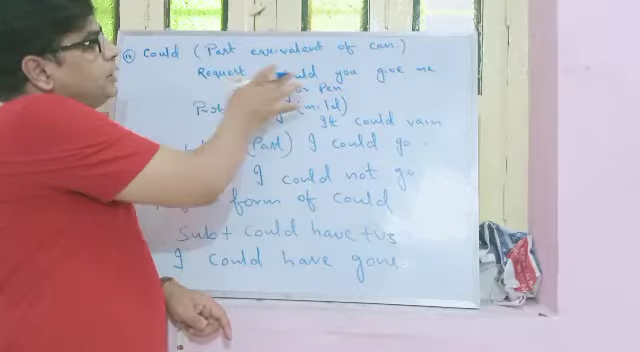 Could (Past equivalent of can)
Request could you give me
Pen
(mild)
It could rain
(Past) I could go.
I could not go
form of could
Sub+ could have +v3
I could have gone.